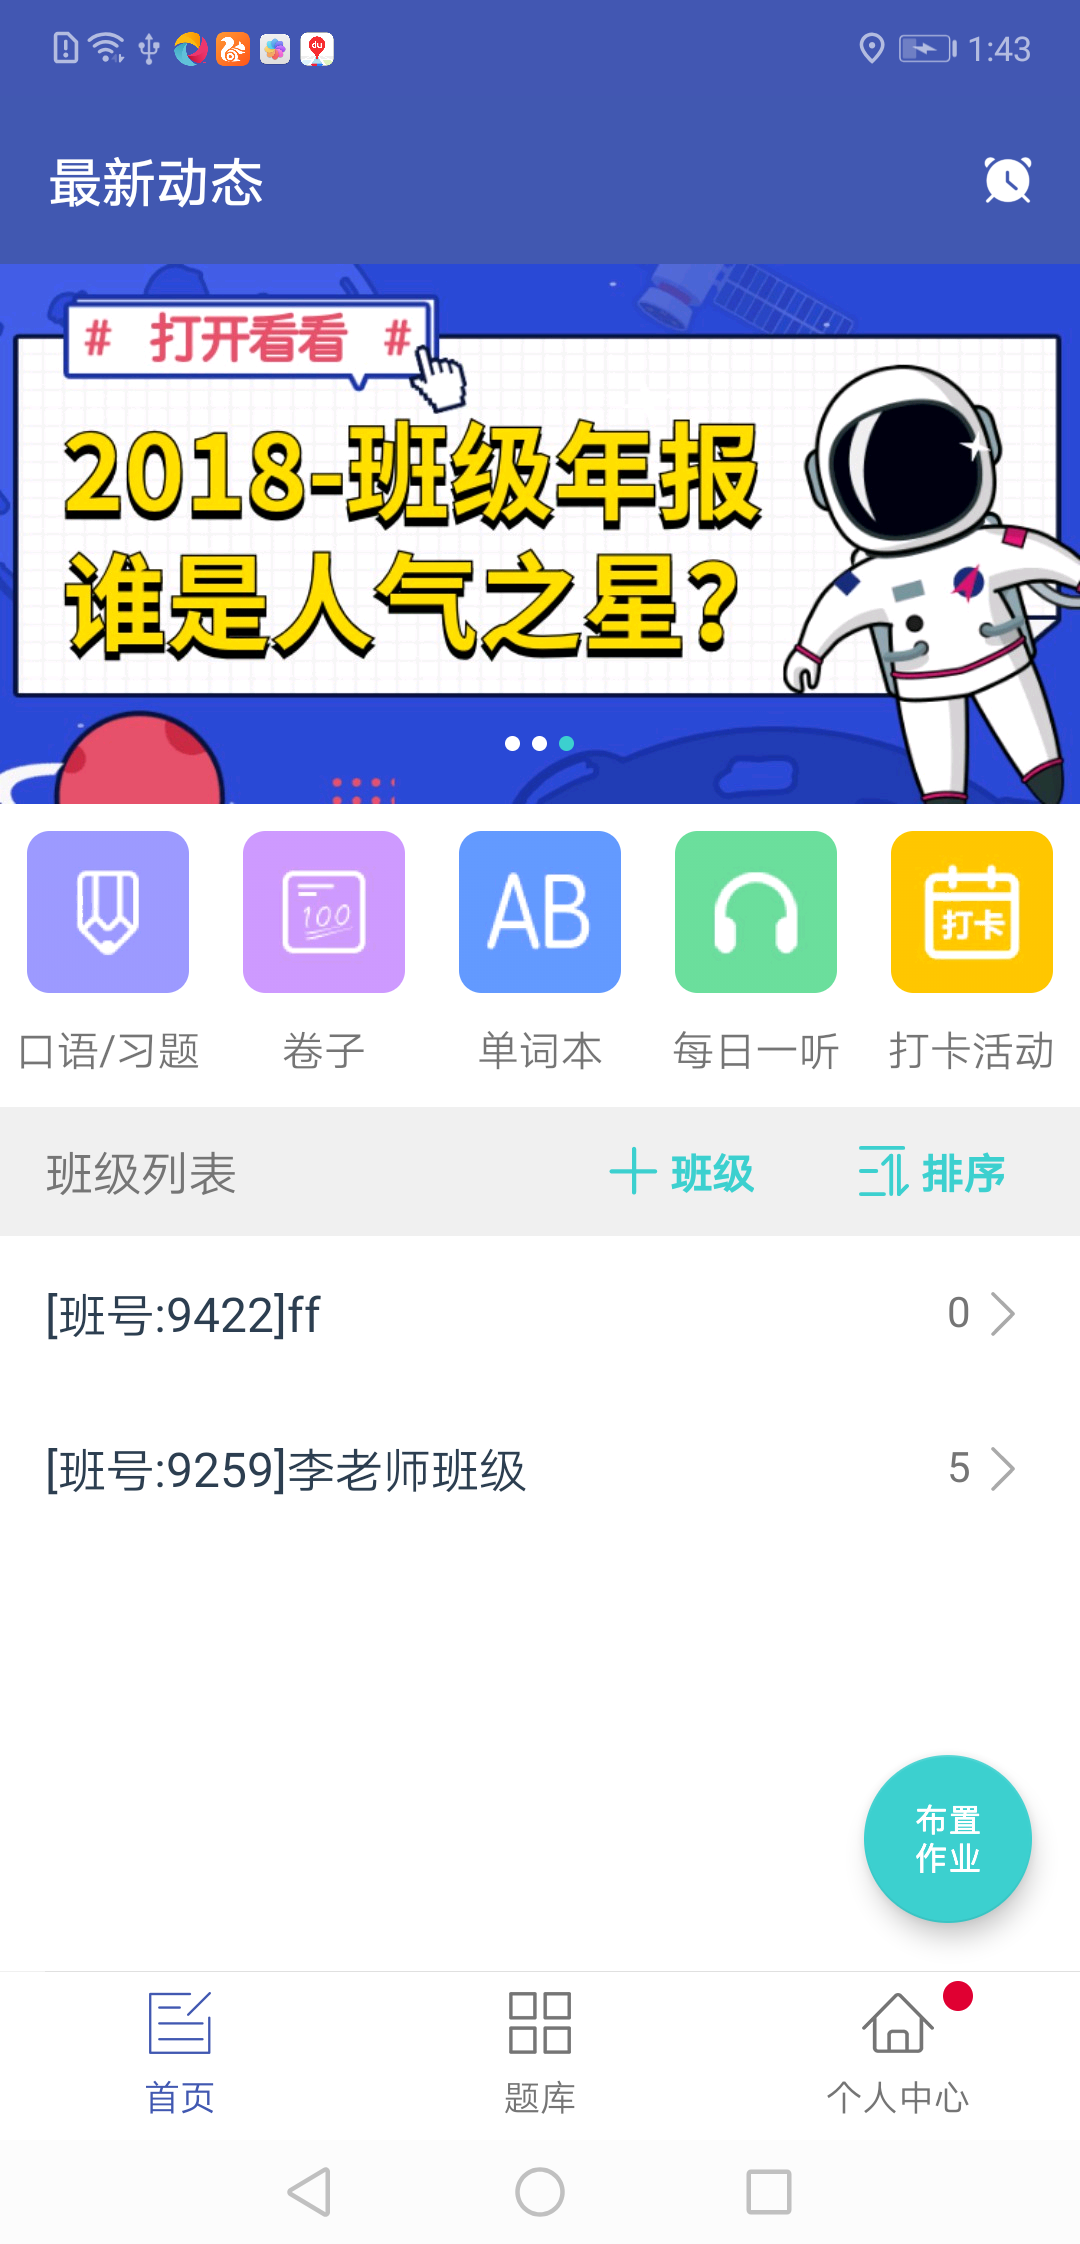 1:43
最新动态
# 打开看看 #
2018-班级年报
谁是人气之星?
100
AB
打卡
口语/习题
卷子
单词本
每日一听
打卡活动
班级列表
班级
排序
[班号:9422]ff
0
[班号:9259]李老师班级
5
布置
作业
首页
题库
个人中心